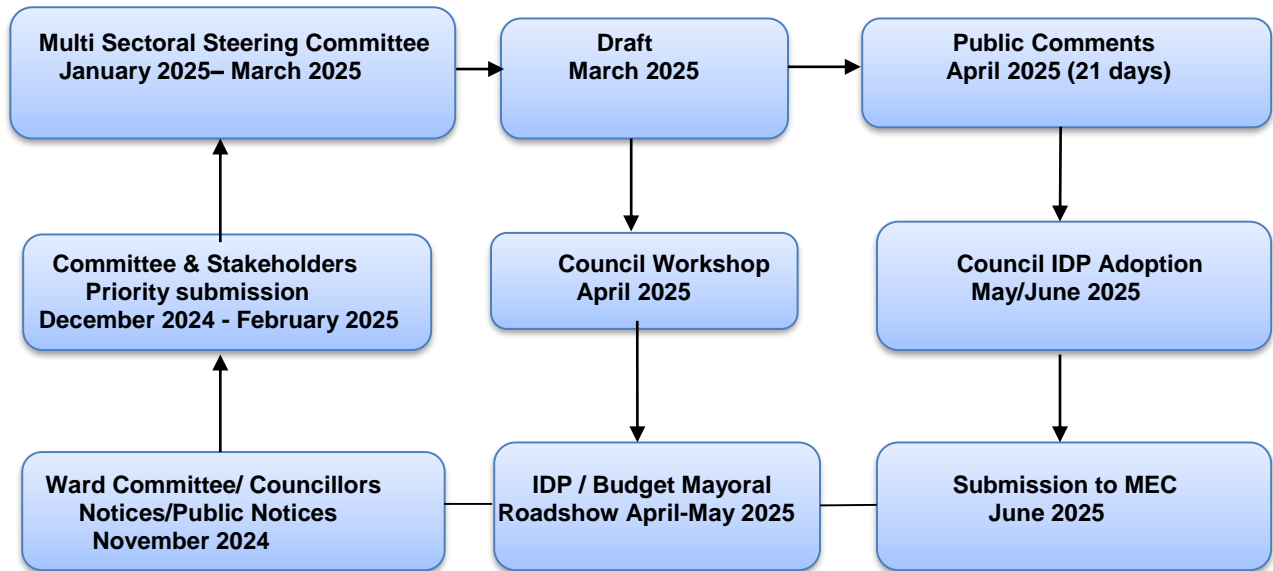 Multi Sectoral Steering Committee
January 2025– March 2025
Draft
March 2025
Public Comments
April 2025 (21 days)
Committee & Stakeholders
Priority submission
December 2024 - February 2025
Council Workshop
April 2025
Council IDP Adoption
May/June 2025
Ward Committee/ Councillors
Notices/Public Notices
November 2024
IDP / Budget Mayoral
Roadshow April-May 2025
Submission to MEC
June 2025